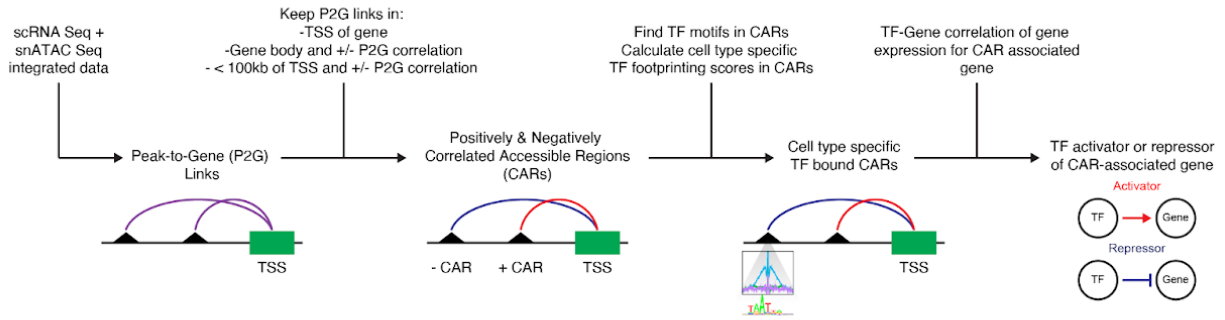 scRNA Seq +
snATAC Seq
integrated data
Keep P2G links in:
-TSS of gene
-Gene body and +/- P2G correlation
- < 100kb of TSS and +/- P2G correlation
Find TF motifs in CARs
Calculate cell type specific
TF footprinting scores in CARs
TF-Gene correlation of gene
expression for CAR associated
gene
Peak-to-Gene (P2G)
Links
Positively & Negatively
Correlated Accessible Regions
(CARs)
Cell type specific
TF bound CARs
TF activator or repressor
of CAR-associated gene
TSS
- CAR
+ CAR
TSS
TSS
Activator
TF
Gene
Repressor
TF
Gene